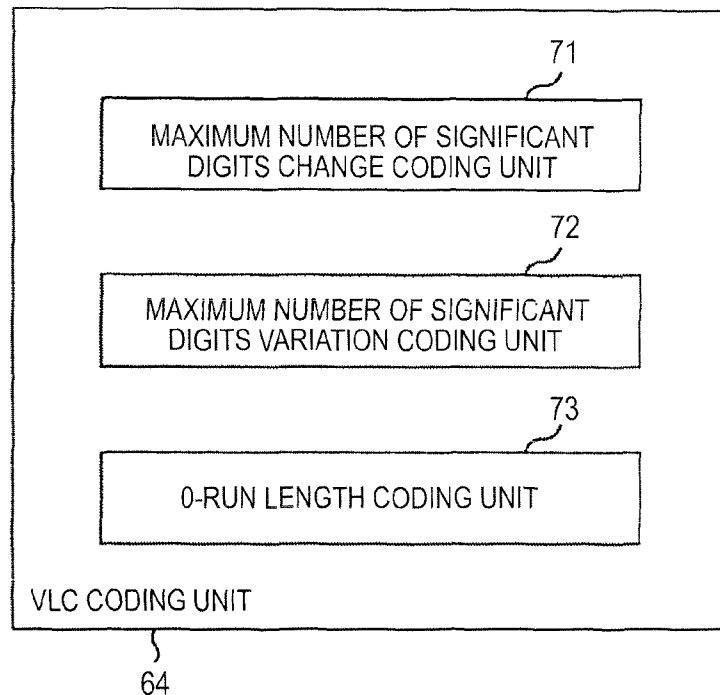 71
MAXIMUM NUMBER OF SIGNIFICANT
DIGITS CHANGE CODING UNIT
72
MAXIMUM NUMBER OF SIGNIFICANT
DIGITS VARIATION CODING UNIT
73
0-RUN LENGTH CODING UNIT
VLC CODING UNIT
64